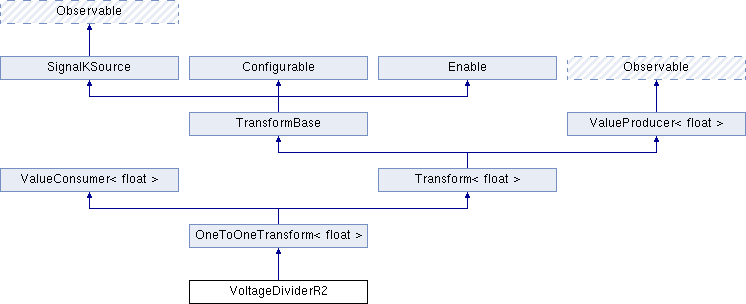 Observable
SignalKSource
Configurable
Enable
Observable
TransformBase
ValueProducer< float >
ValueConsumer< float >
Transform< float >
OneToOneTransform< float >
VoltageDividerR2